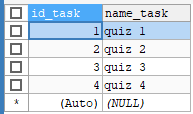 id_task name_task
1 quiz 1
2 quiz 2
3 quiz 3
4 quiz 4
* (Auto) (NULL)